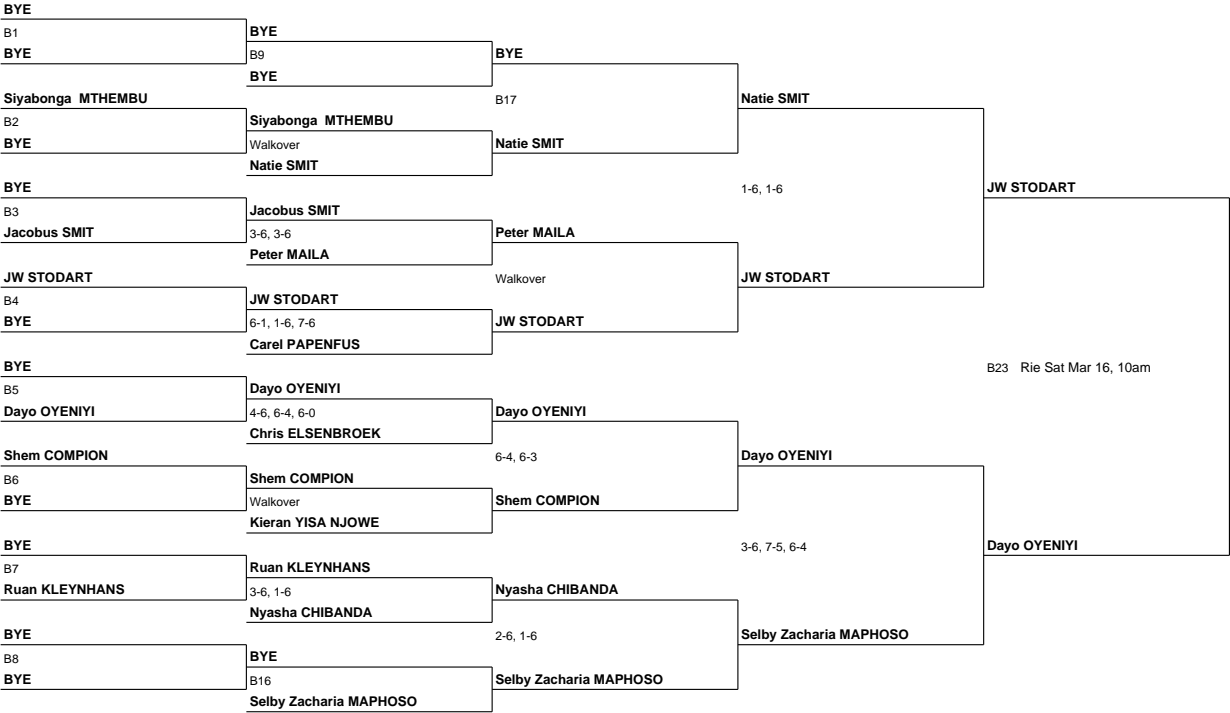 BYE
B1
BYE
BYE
B9
BYE
BYE
Siyabonga MTHEMBU
B17
Natie SMIT
B2
Siyabonga MTHEMBU
BYE
Walkover
Natie SMIT
Natie SMIT
BYE
1-6, 1-6
JW STODART
B3
Jacobus SMIT
Jacobus SMIT
3-6, 3-6
Peter MAILA
Peter MAILA
JW STODART
Walkover
JW STODART
B4
JW STODART
BYE
6-1, 1-6, 7-6
JW STODART
Carel PAPENFUS
BYE
B23 Rie Sat Mar 16, 10am
B5
Dayo OYENIYI
Dayo OYENIYI
4-6, 6-4, 6-0
Dayo OYENIYI
Chris ELSENBROEK
Shem COMPION
6-4, 6-3
Dayo OYENIYI
B6
Shem COMPION
BYE
Walkover
Shem COMPION
Kieran YISA NJOWE
BYE
3-6, 7-5, 6-4
Dayo OYENIYI
B7
Ruan KLEYNHANS
Ruan KLEYNHANS
3-6, 1-6
Nyasha CHIBANDA
Nyasha CHIBANDA
BYE
2-6, 1-6
Selby Zacharia MAPHOSO
B8
BYE
BYE
B16
Selby Zacharia MAPHOSO
Selby Zacharia MAPHOSO